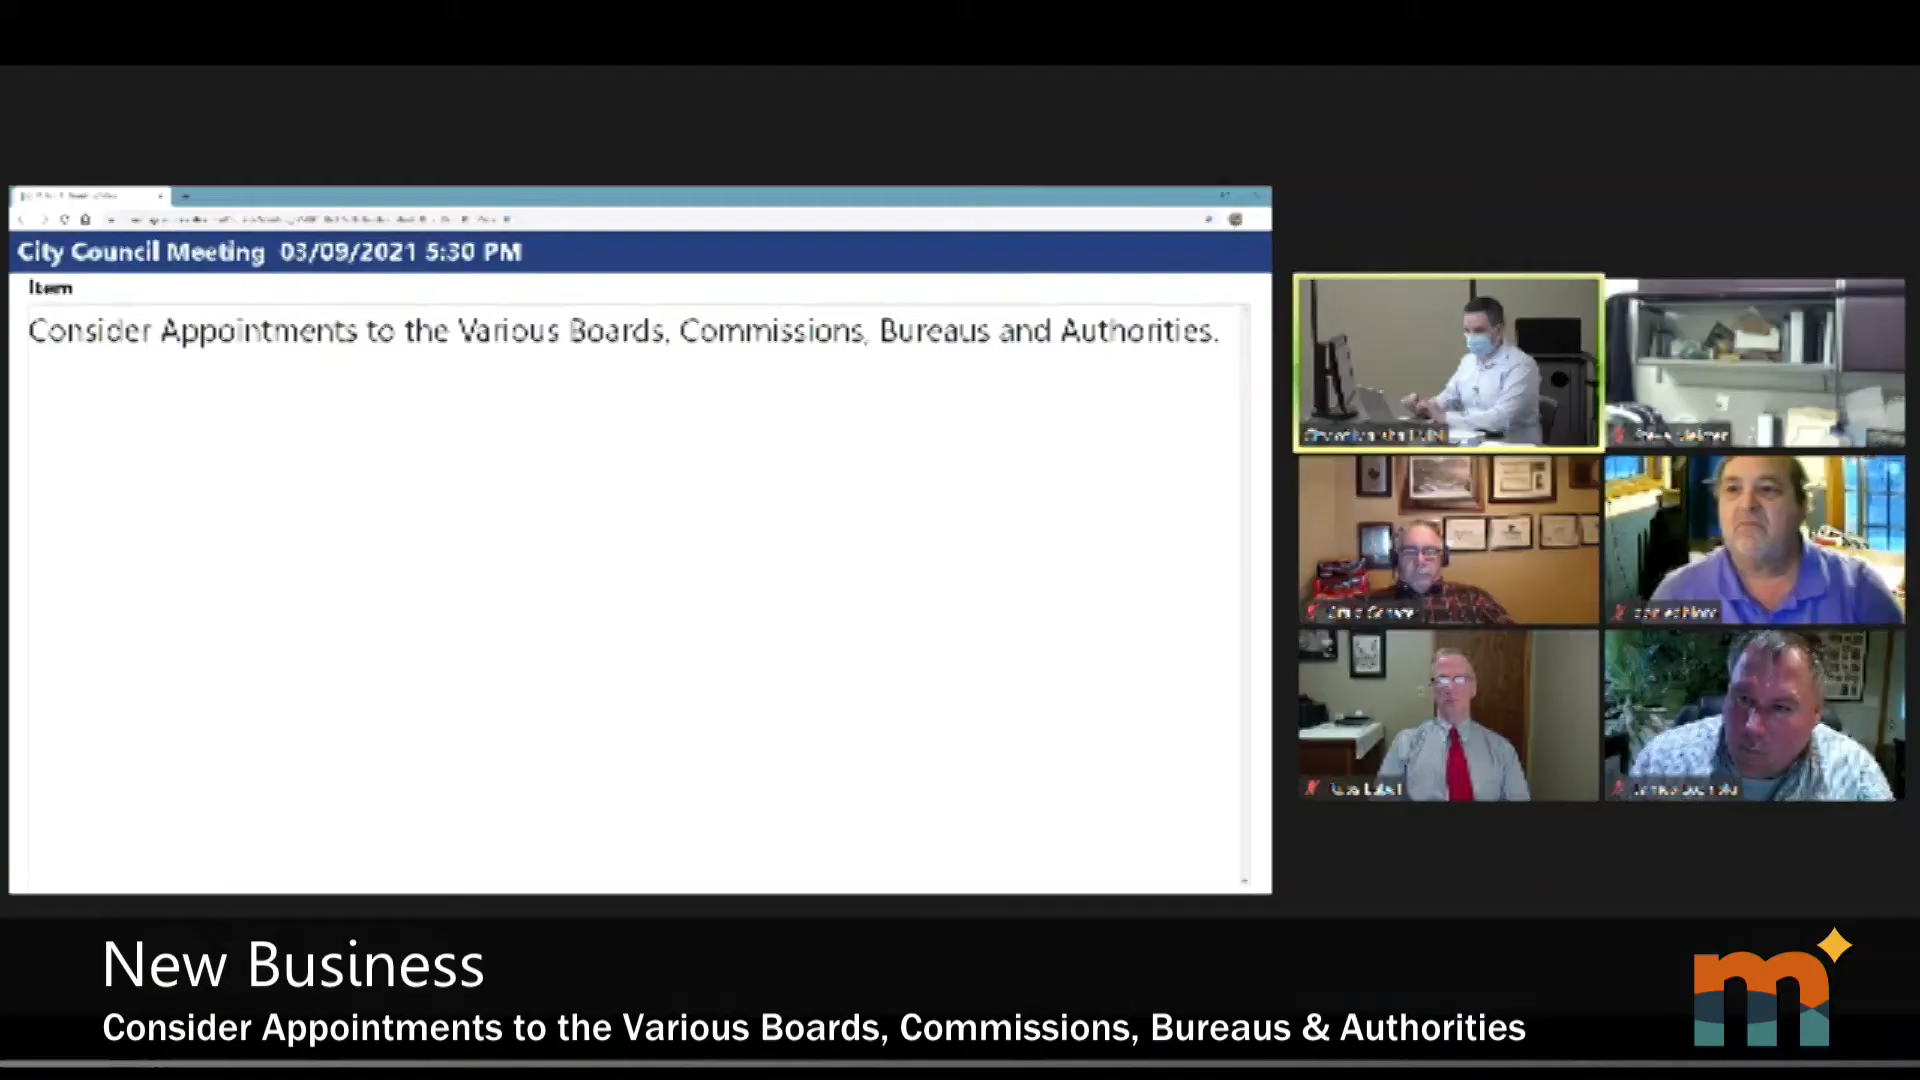 City Council Meeting 03/09/2021 5:30 PM
Item
Consider Appointments to the Various Boards, Commissions, Bureaus and Authorities.
New Business
Consider Appointments to the Various Boards, Commissions, Bureaus & Authorities
m